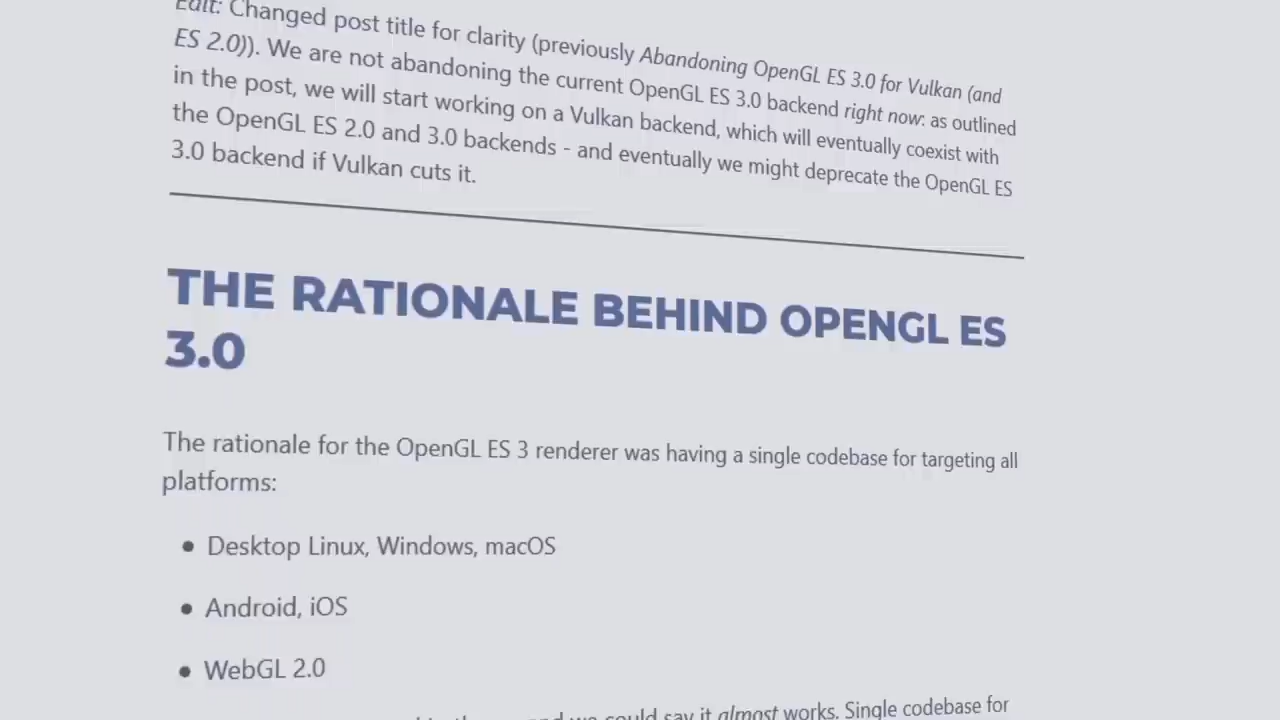 Edit: Changed post title for clarity (previously Abandoning OpenGL ES 3.0 for Vulkan (and
ES 2.0)). We are not abandoning the current OpenGL ES 3.0 backend right now: as outlined
in the post, we will start working on a Vulkan backend, which will eventually coexist with
the OpenGL ES 2.0 and 3.0 backends - and eventually we might deprecate the OpenGL ES
3.0 backend if Vulkan cuts it.
THE RATIONALE BEHIND OPENGL ES
3.0
The rationale for the OpenGL ES 3 renderer was having a single codebase for targeting all
platforms:
• Desktop Linux, Windows, macOS
• Android, iOS
• WebGL 2.0
and we could say it almost works. Single codebase for